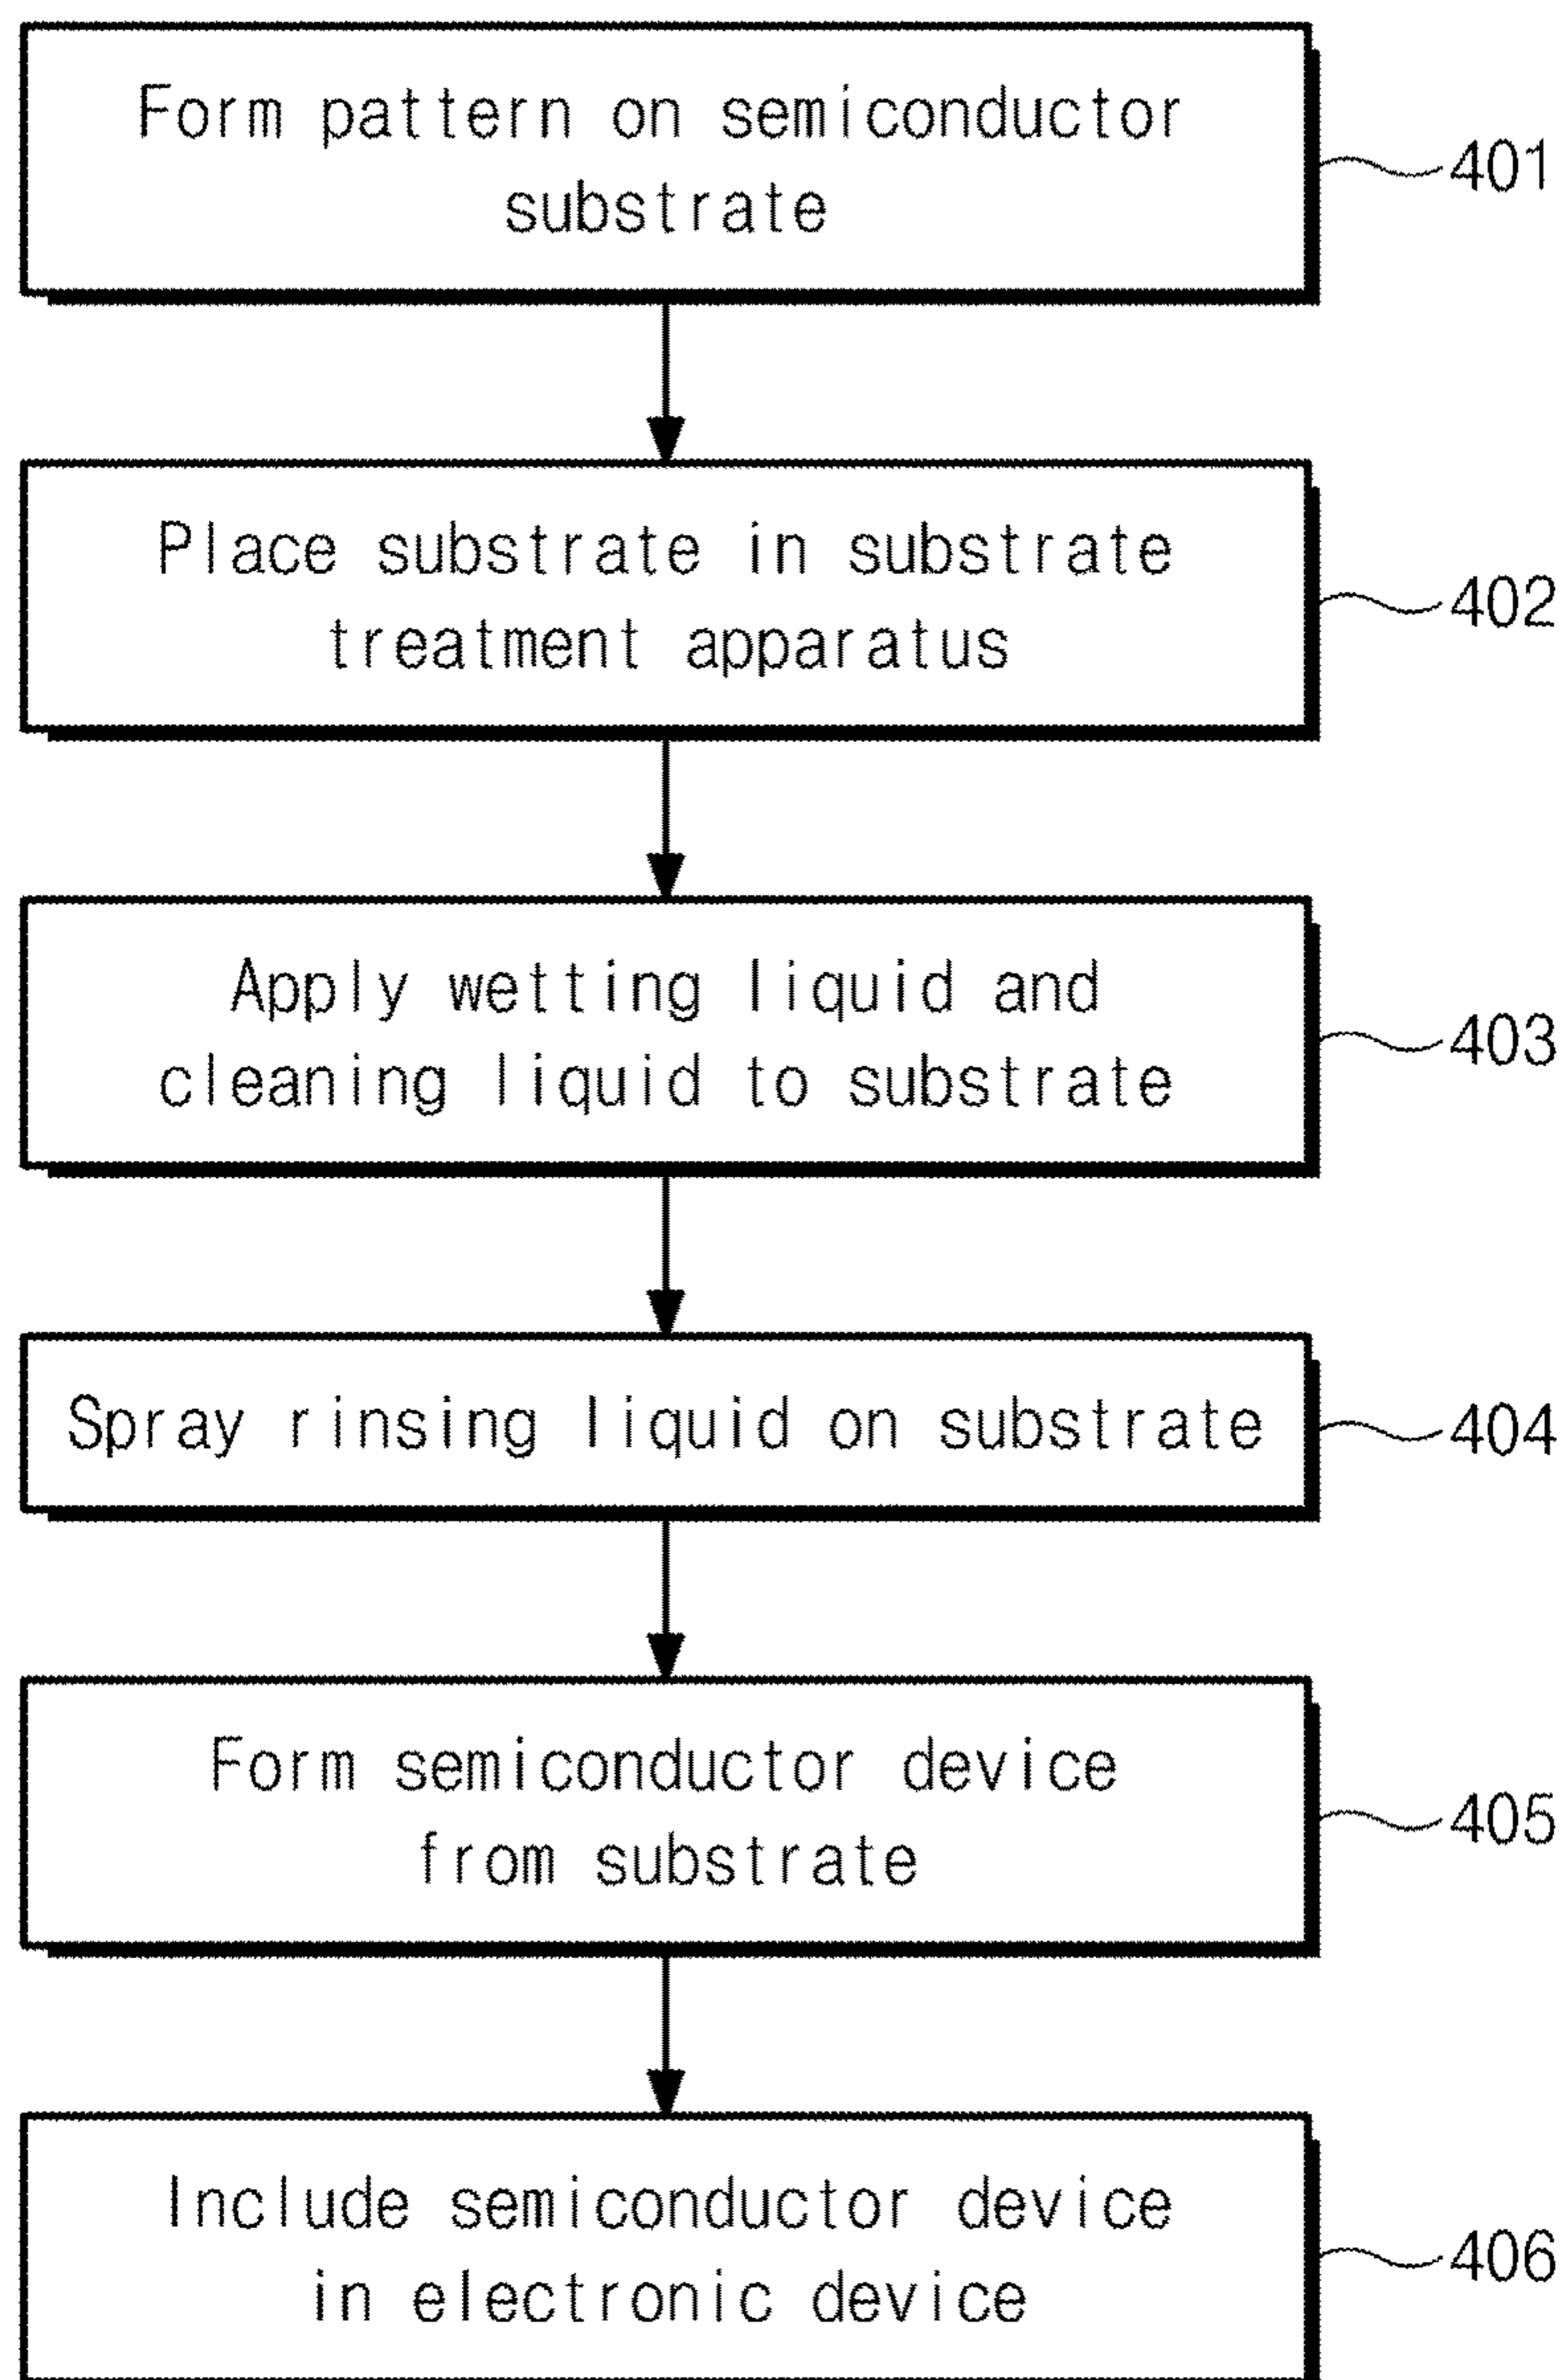 Form pattern on semiconductor
substrate
401
Place substrate in substrate
treatment apparatus
402
Apply wetting liquid and
cleaning liquid to substrate
403
Spray rinsing liquid on substrate
404
Form semiconductor device
from substrate
405
Include semiconductor device
in electronic device
406